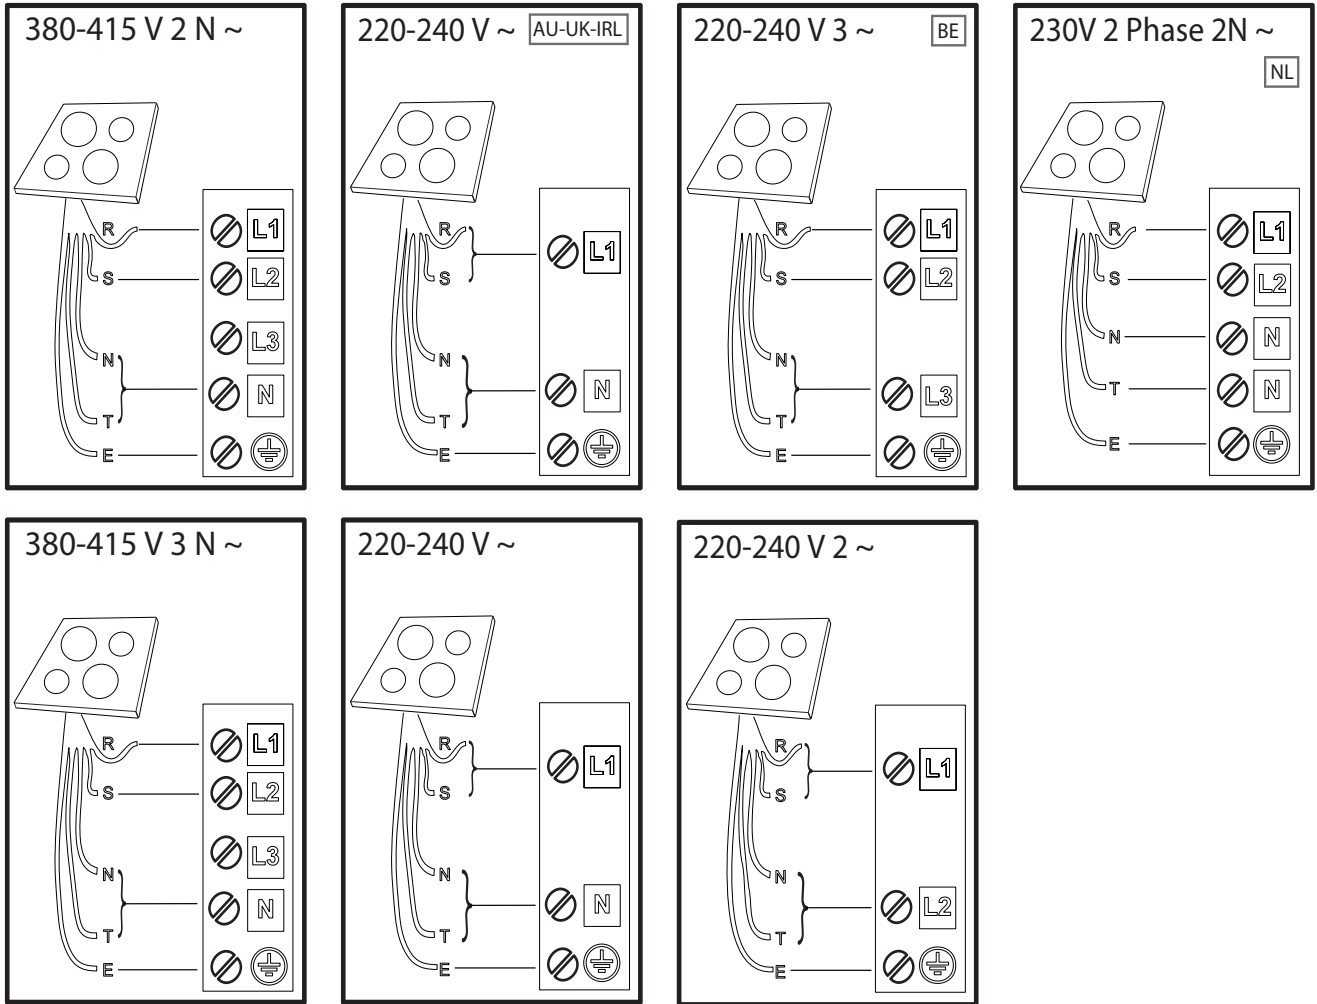 380-415 V 2 N ~
R
L1
S
L2
L3
N
N
T
E
220-240 V ~ AU-UK-IRL
R
L1
S
N
N
T
E
220-240 V 3 ~ BE
R
L1
S
L2
N
L3
T
E
230V 2 Phase 2N ~
NL
R
L1
S
L2
N
N
T
N
E
380-415 V 3 N ~
R
L1
S
L2
L3
N
N
T
E
220-240 V ~
R
L1
S
N
N
T
E
220-240 V 2 ~
R
L1
S
N
L2
T
E